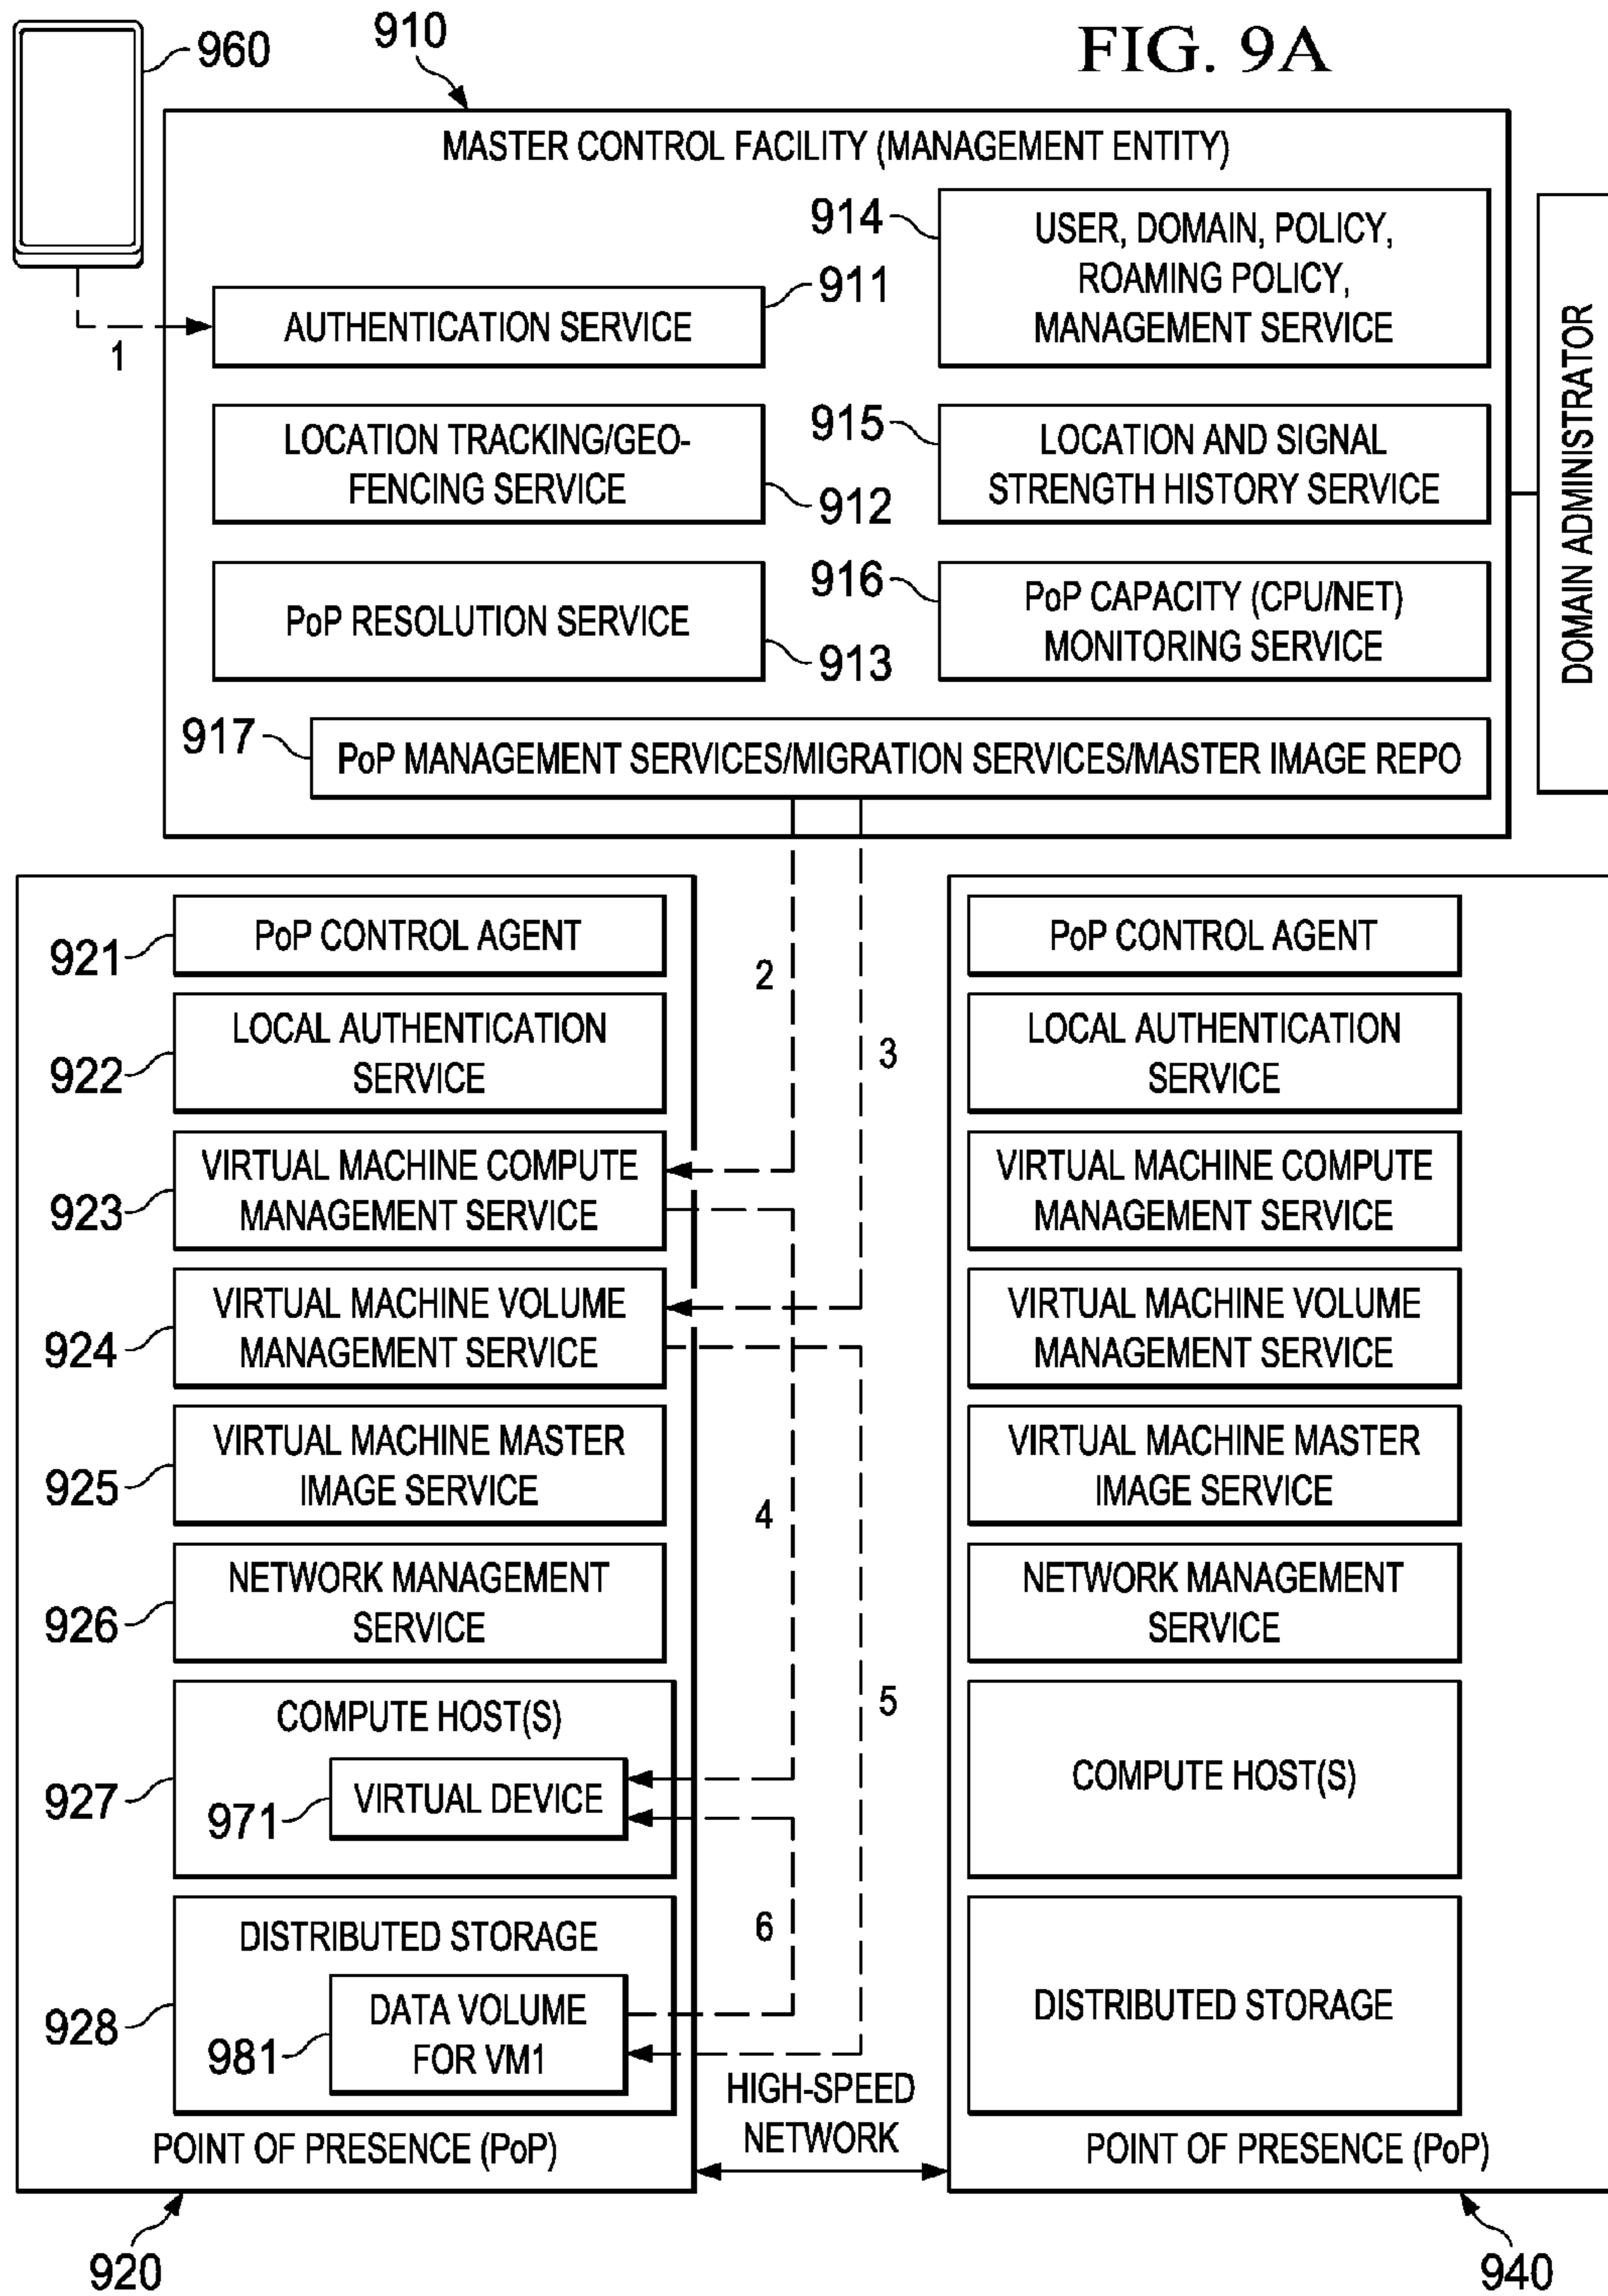 FIG. 9A
960
910
MASTER CONTROL FACILITY (MANAGEMENT ENTITY)
914
USER, DOMAIN, POLICY,
ROAMING POLICY,
MANAGEMENT SERVICE
911
AUTHENTICATION SERVICE
1
LOCATION TRACKING/GEO-
FENCING SERVICE
912
915
LOCATION AND SIGNAL
STRENGTH HISTORY SERVICE
PoP RESOLUTION SERVICE
913
916
PoP CAPACITY (CPU/NET)
MONITORING SERVICE
917
PoP MANAGEMENT SERVICES/MIGRATION SERVICES/MASTER IMAGE REPO
DOMAIN ADMINISTRATOR
921
PoP CONTROL AGENT
922
LOCAL AUTHENTICATION
SERVICE
923
VIRTUAL MACHINE COMPUTE
MANAGEMENT SERVICE
924
VIRTUAL MACHINE VOLUME
MANAGEMENT SERVICE
925
VIRTUAL MACHINE MASTER
IMAGE SERVICE
926
NETWORK MANAGEMENT
SERVICE
927
COMPUTE HOST(S)
971
VIRTUAL DEVICE
928
DISTRIBUTED STORAGE
981
DATA VOLUME
FOR VM1
POINT OF PRESENCE (PoP)
920
2
3
4
5
6
HIGH-SPEED
NETWORK
PoP CONTROL AGENT
LOCAL AUTHENTICATION
SERVICE
VIRTUAL MACHINE COMPUTE
MANAGEMENT SERVICE
VIRTUAL MACHINE VOLUME
MANAGEMENT SERVICE
VIRTUAL MACHINE MASTER
IMAGE SERVICE
NETWORK MANAGEMENT
SERVICE
COMPUTE HOST(S)
DISTRIBUTED STORAGE
POINT OF PRESENCE (PoP)
940